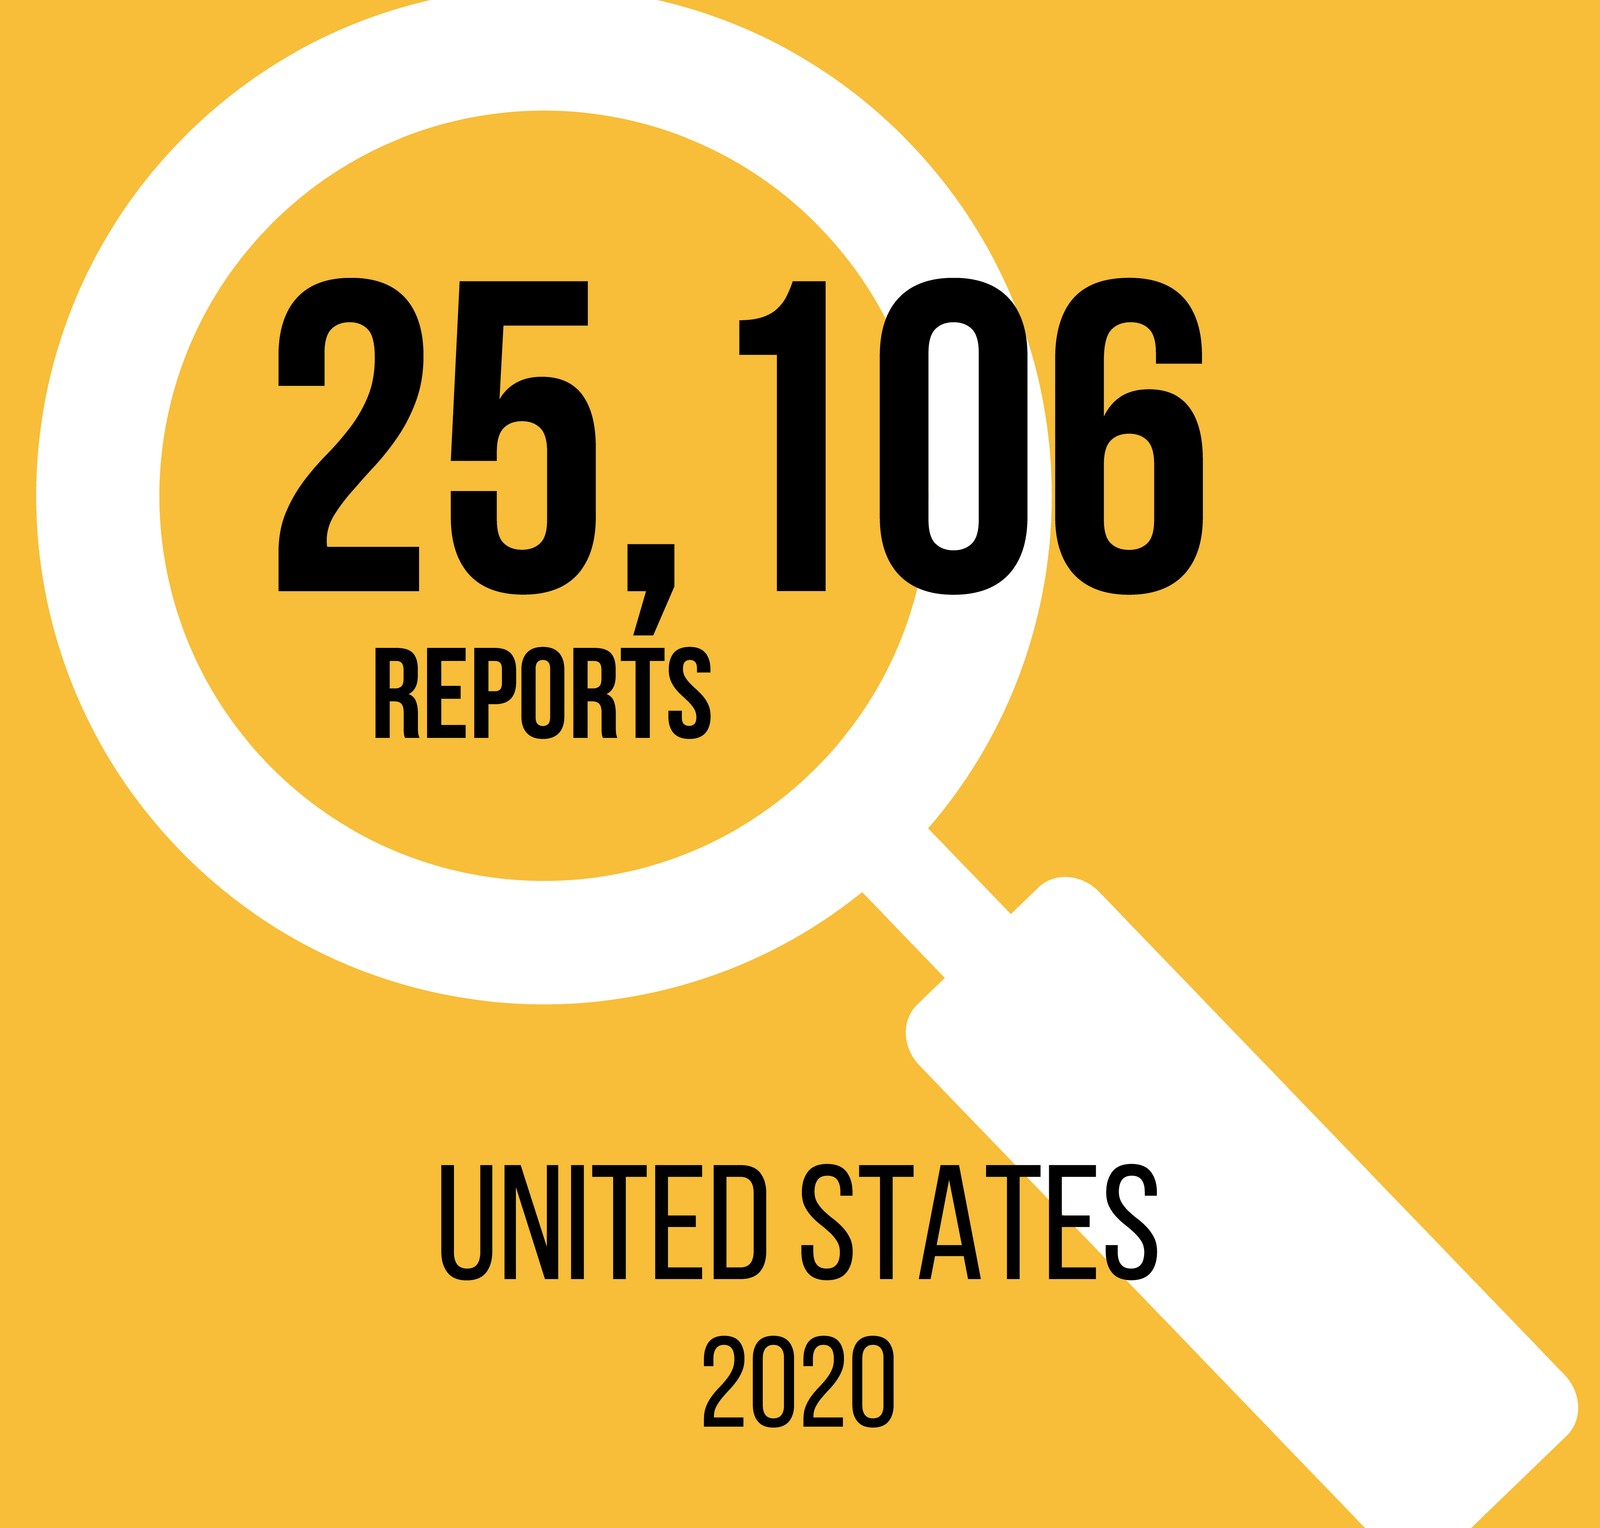 25,106
REPORTS
UNITED STATES
2020